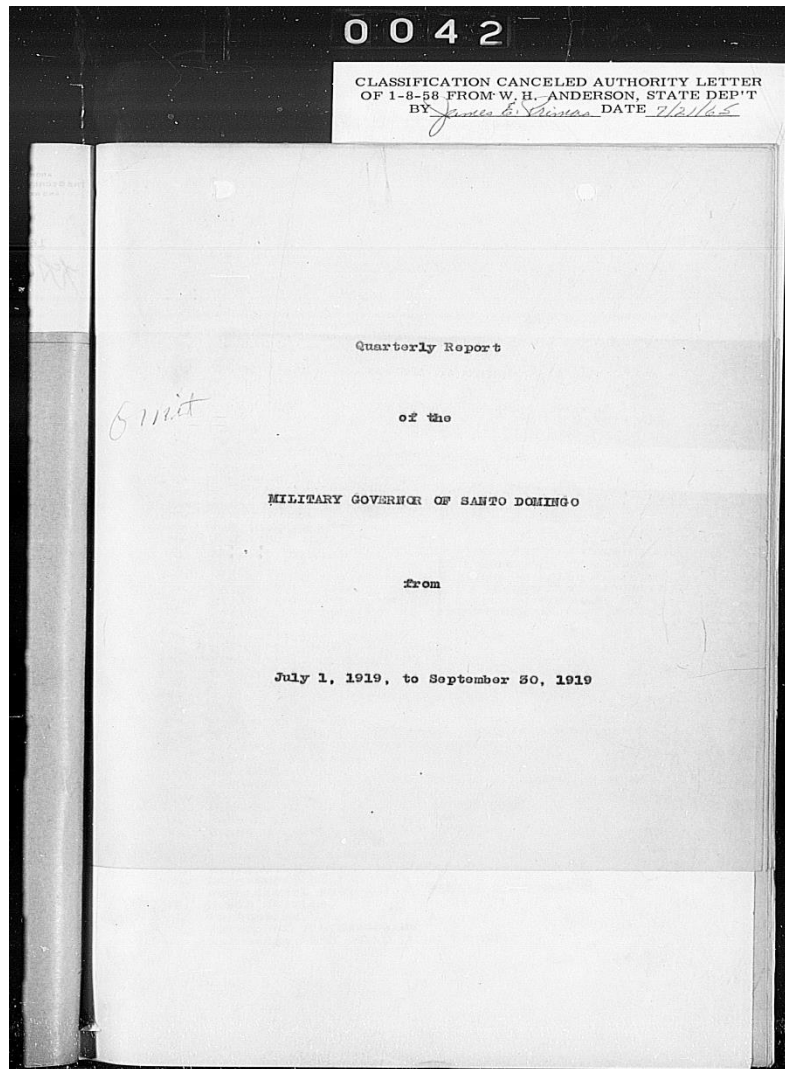 0042
CLASSIFICATION CANCELED AUTHORITY LETTER
OF 1-8-58 FROM W. H. ANDERSON, STATE DEP'T
BY James E. Primas DATE 7/21/65
Quarterly Report
Omit
of the
MILITARY GOVERNOR OF SANTO DOMINGO
from
July 1, 1919, to September 30, 1919